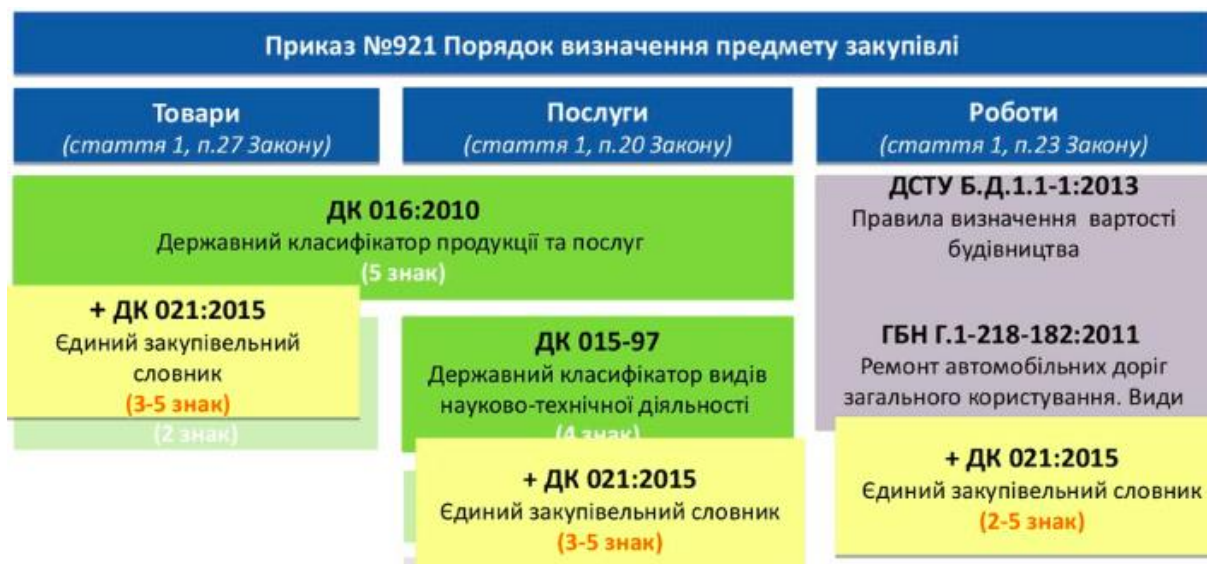 Приказ №921 Порядок визначення предмету закупівлі
Товари
(стаття 1, п.27 Закону)
Послуги
(стаття 1, п.20 Закону)
Роботи
(стаття 1, п.23 Закону)
ДК 016:2010
Державний класифікатор продукції та послуг
(5 знак)
+ ДК 021:2015
Єдиний закупівельний
словник
(3-5 знак)
(2 знак)
ДК 015-97
Державний класифікатор видів
науково-технічної діяльності
(4 знак)
+ ДК 021:2015
Єдиний закупівельний словник
(3-5 знак)
ДСТУ Б.Д.1.1-1:2013
Правила визначення вартості
будівництва
ГБН Г.1-218-182:2011
Ремонт автомобільних доріг
загального користування. Види
+ ДК 021:2015
Єдиний закупівельний словник
(2-5 знак)